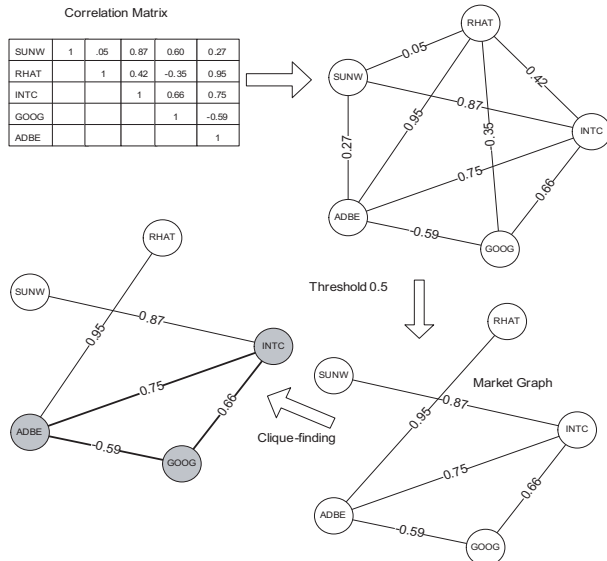 Correlation Matrix
SUNW 1 .05 0.87 0.60 0.27
RHAT 1 0.42 -0.35 0.95
INTC 1 0.66 0.75
GOOG 1 -0.59
ADBE 1
RHAT
0.05
SUNW
0.42
0.87
0.95
-0.35
INTC
0.27
0.75
0.66
ADBE
-0.59
GOOG
Threshold 0.5
RHAT
SUNW
0.87
0.95
INTC
0.75
0.66
ADBE
-0.59
GOOG
Clique-finding
RHAT
Market Graph
SUNW
0.87
0.95
INTC
0.75
0.66
ADBE
-0.59
GOOG